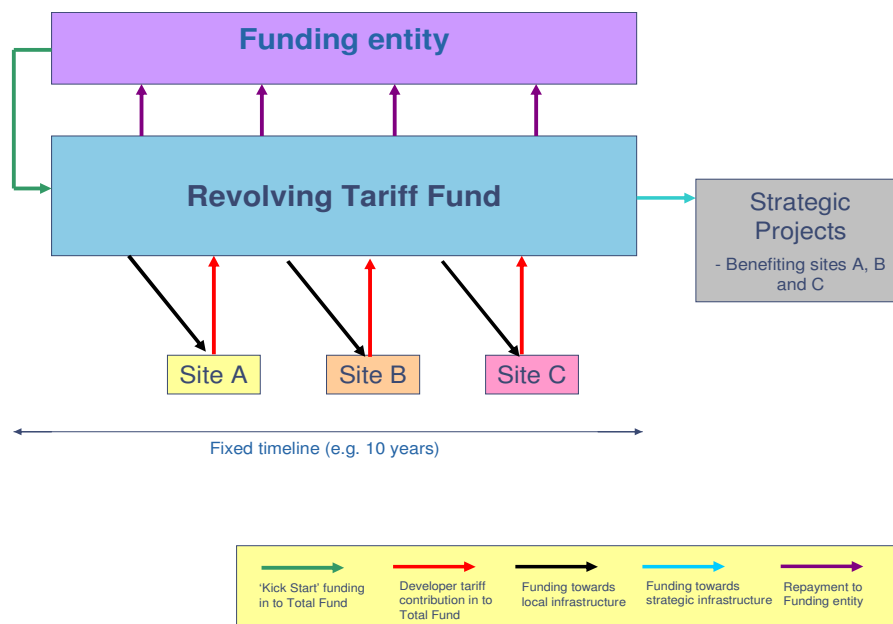 Funding entity
Revolving Tariff Fund
Strategic
Projects
- Benefiting sites A, B
and C
Site A
Site B
Site C
Fixed timeline (e.g. 10 years)
'Kick Start' funding
in to Total Fund
Developer tariff
contribution in to
Total Fund
Funding towards
local infrastructure
Funding towards
strategic infrastructure
Repayment to
Funding entity